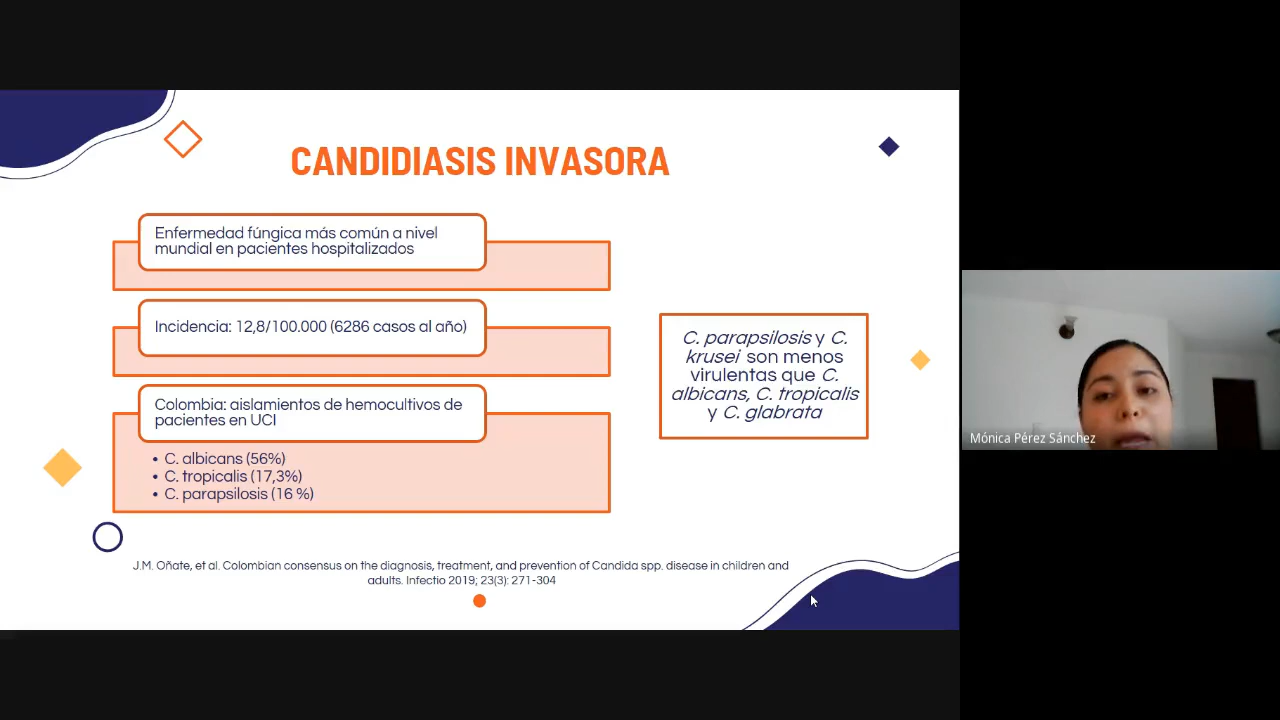 CANDIDIASIS INVASORA
Enfermedad fúngica más común a nivel
mundial en pacientes hospitalizados
Incidencia: 12,8/100.000 (6286 casos al año)
Colombia: aislamientos de hemocultivos de
pacientes en UCI
• C. albicans (56%)
• C. tropicalis (17,3%)
• C. parapsilosis (16 %)
C. parapsilosis y C.
krusei son menos
virulentas que C.
albicans, C. tropicalis
y C. glabrata
J.M. Oñate, et al. Colombian consensus on the diagnosis, treatment, and prevention of Candida spp. disease in children and
adults. Infectio 2019; 23(3): 271-304
Mónica Pérez Sánchez